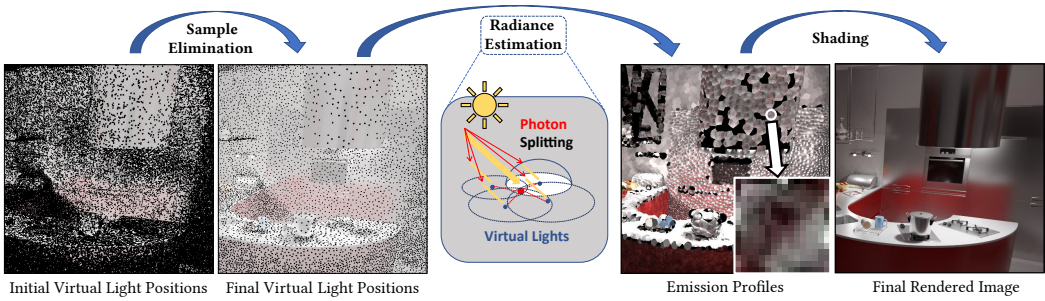 Sample
Elimination
Radiance
Estimation
Shading
Photon
Splitting
Virtual Lights
Initial Virtual Light Positions
Final Virtual Light Positions
Emission Profiles
Final Rendered Image